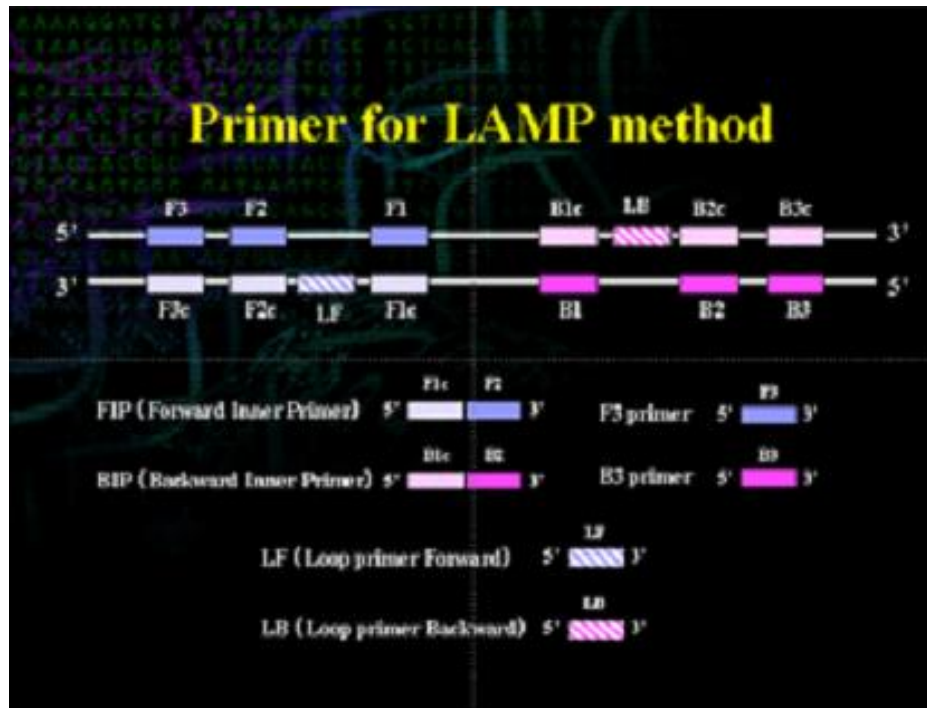 Primer for LAMP method
F3 F2 F1 B1c LB B2c B3c
5' 3'
3' 5'
F3c F2c LF F1c B1 B2 B3
F1c F2
FIP (Forward Inner Primer) 5' 3'
F3
F3 primer 5' 3'
B1c B2
BIP (Backward Inner Primer) 5' 3'
B3
B3 primer 5' 3'
LF
LF (Loop primer Forward) 5' 3'
LB
LB (Loop primer Backward) 5' 3'